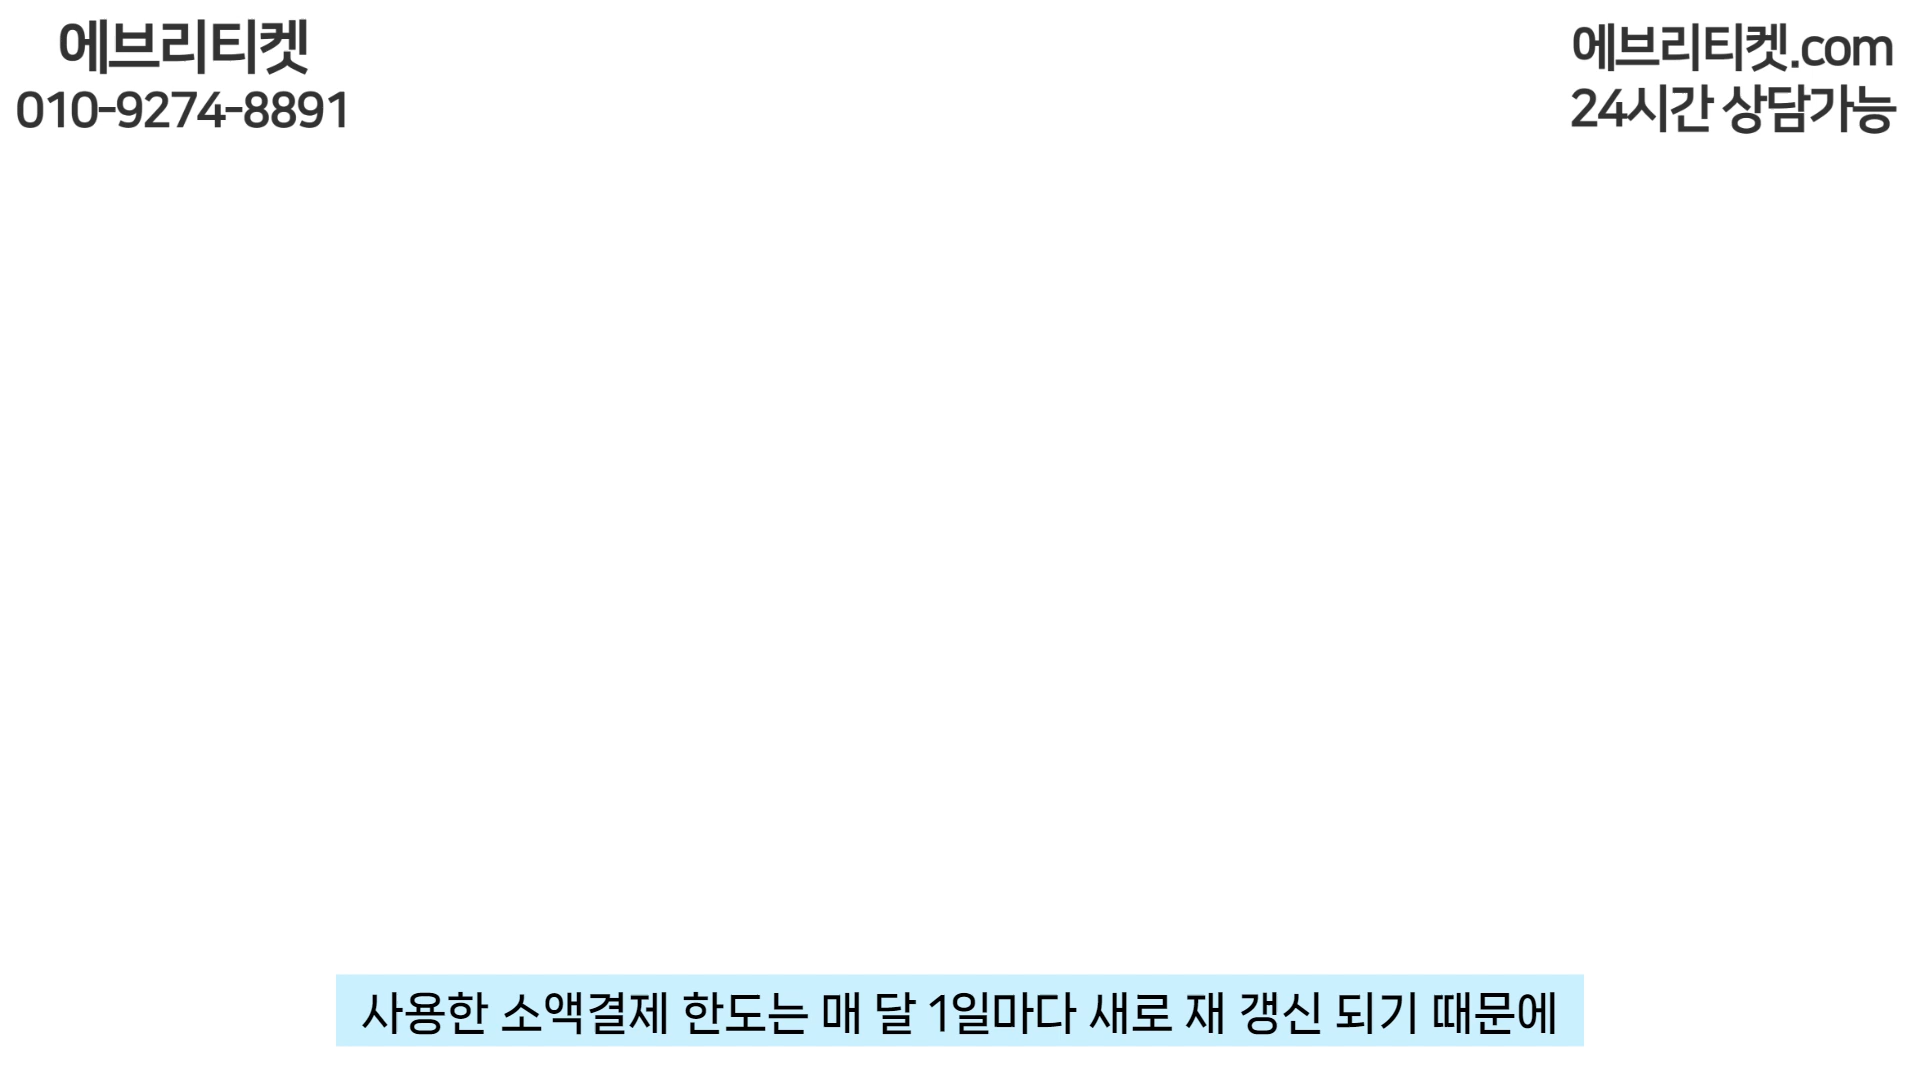 에브리티켓
010-9274-8891
에브리티켓.com
24시간 상담가능
사용한 소액결제 한도는 매 달 1일마다 새로 재 갱신 되기 때문에